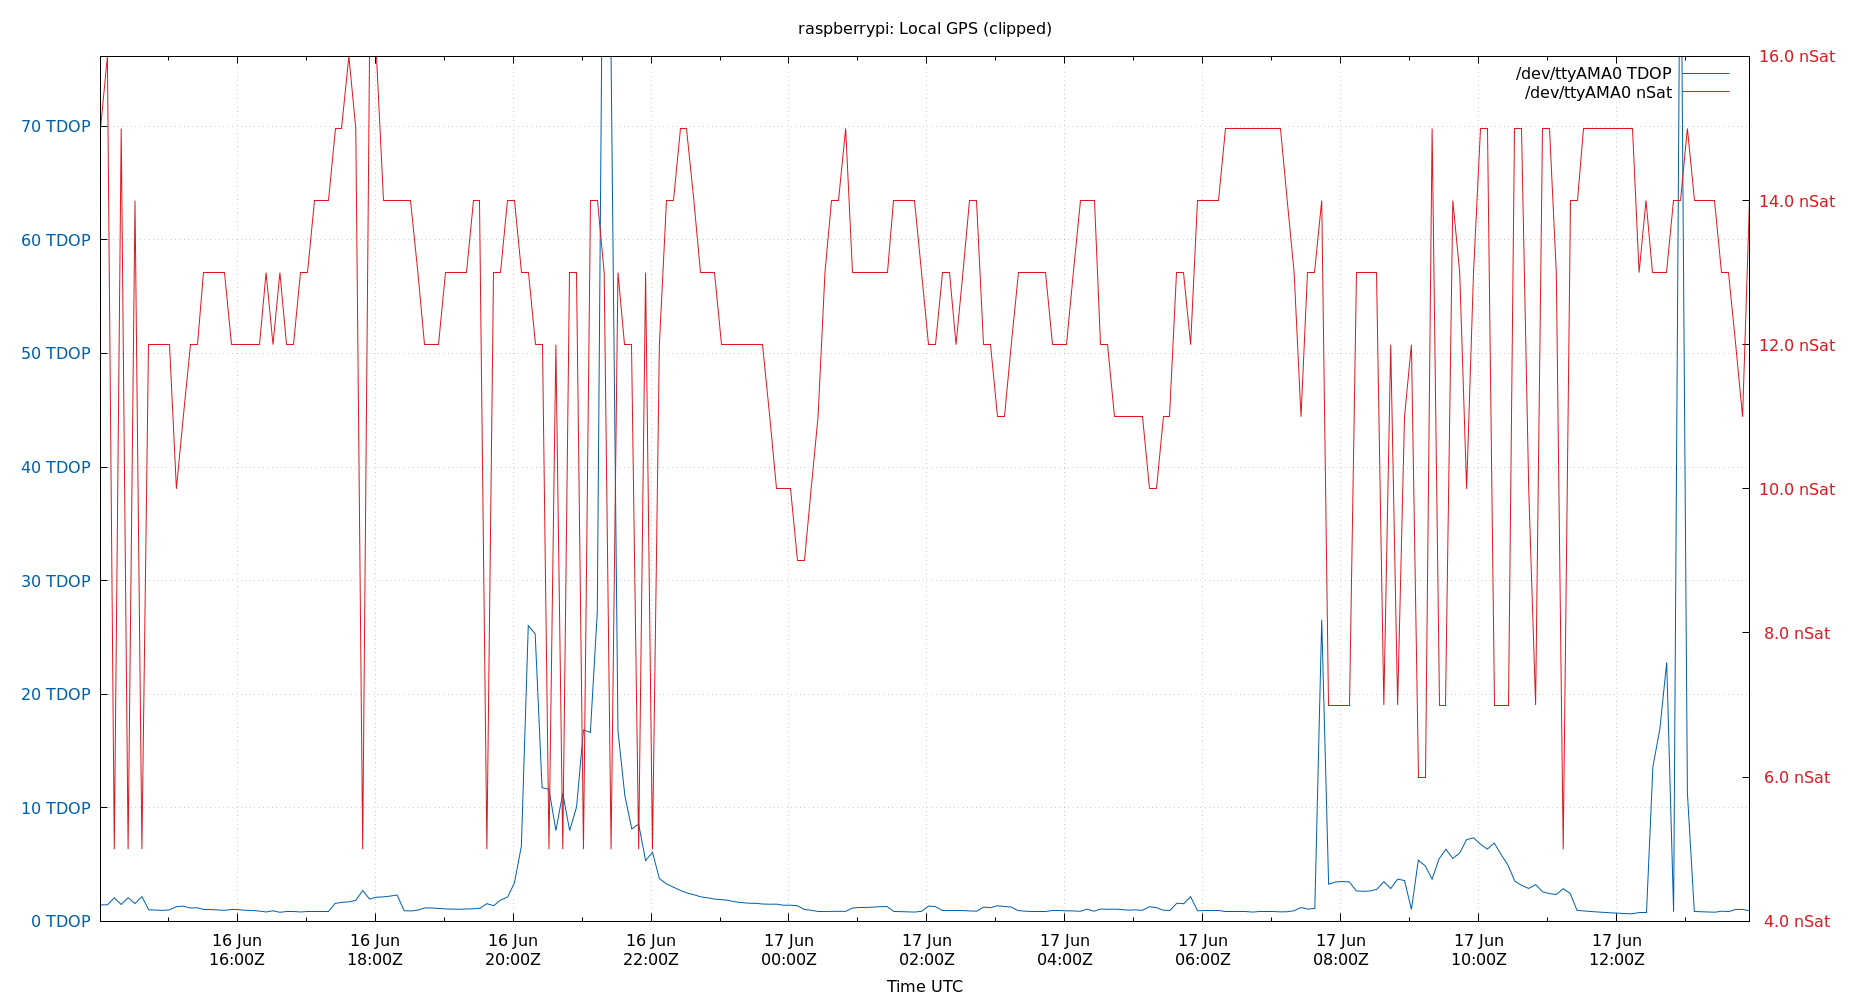 raspberrypi: Local GPS (clipped)
/dev/ttyAMA0 TDOP
/dev/ttyAMA0 nSat
70 TDOP
60 TDOP
50 TDOP
40 TDOP
30 TDOP
20 TDOP
10 TDOP
0 TDOP
16.0 nSat
14.0 nSat
12.0 nSat
10.0 nSat
8.0 nSat
6.0 nSat
4.0 nSat
16 Jun
16:00Z
16 Jun
18:00Z
16 Jun
20:00Z
16 Jun
22:00Z
17 Jun
00:00Z
17 Jun
02:00Z
17 Jun
04:00Z
17 Jun
06:00Z
17 Jun
08:00Z
17 Jun
10:00Z
17 Jun
12:00Z
Time UTC